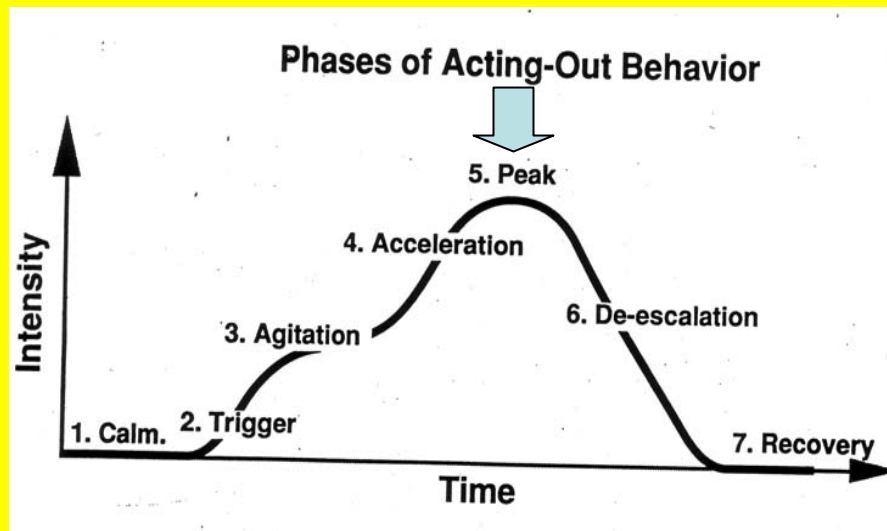 Phases of Acting-Out Behavior
5. Peak
4. Acceleration
3. Agitation
6. De-escalation
2. Trigger
1. Calm.
7. Recovery
Intensity
Time